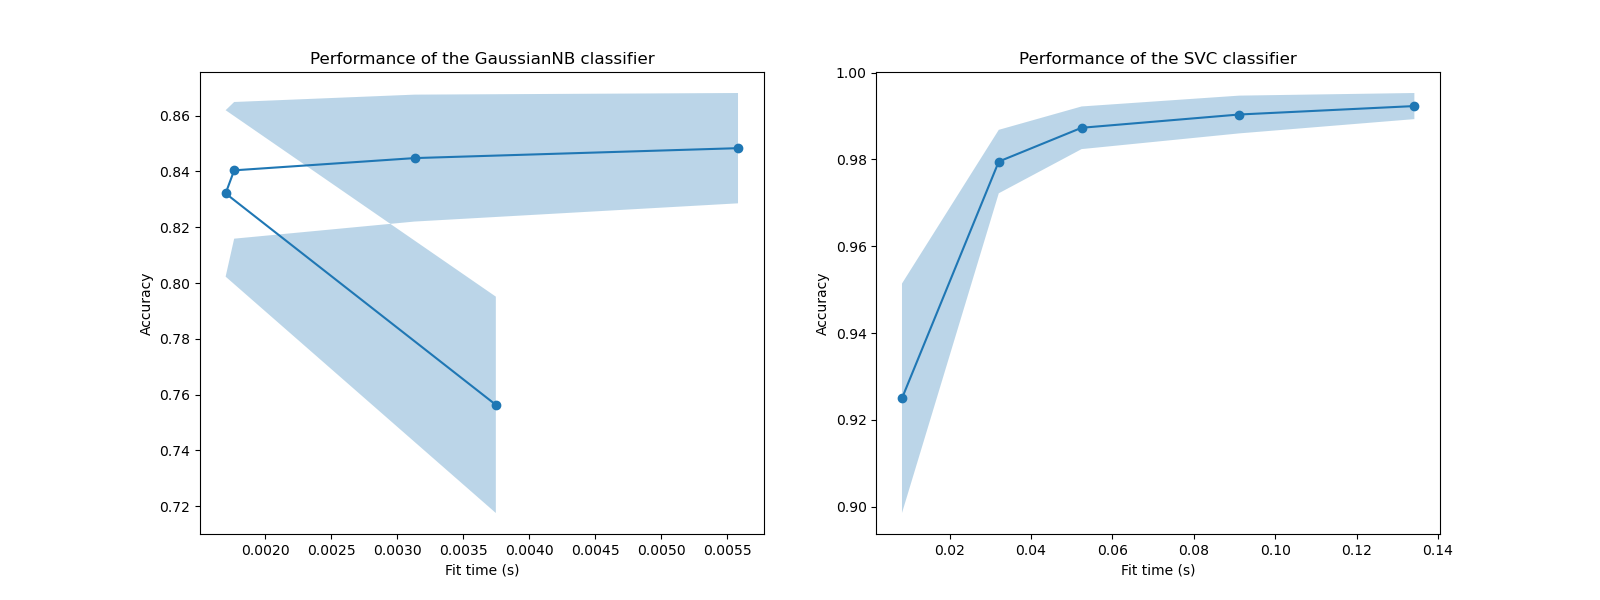 Performance of the GaussianNB classifier
Accuracy
0.86
0.84
0.82
0.80
0.78
0.76
0.74
0.72
0.0020 0.0025 0.0030 0.0035 0.0040 0.0045 0.0050 0.0055
Fit time (s)
Performance of the SVC classifier
Accuracy
1.00
0.98
0.96
0.94
0.92
0.90
0.02 0.04 0.06 0.08 0.10 0.12 0.14
Fit time (s)